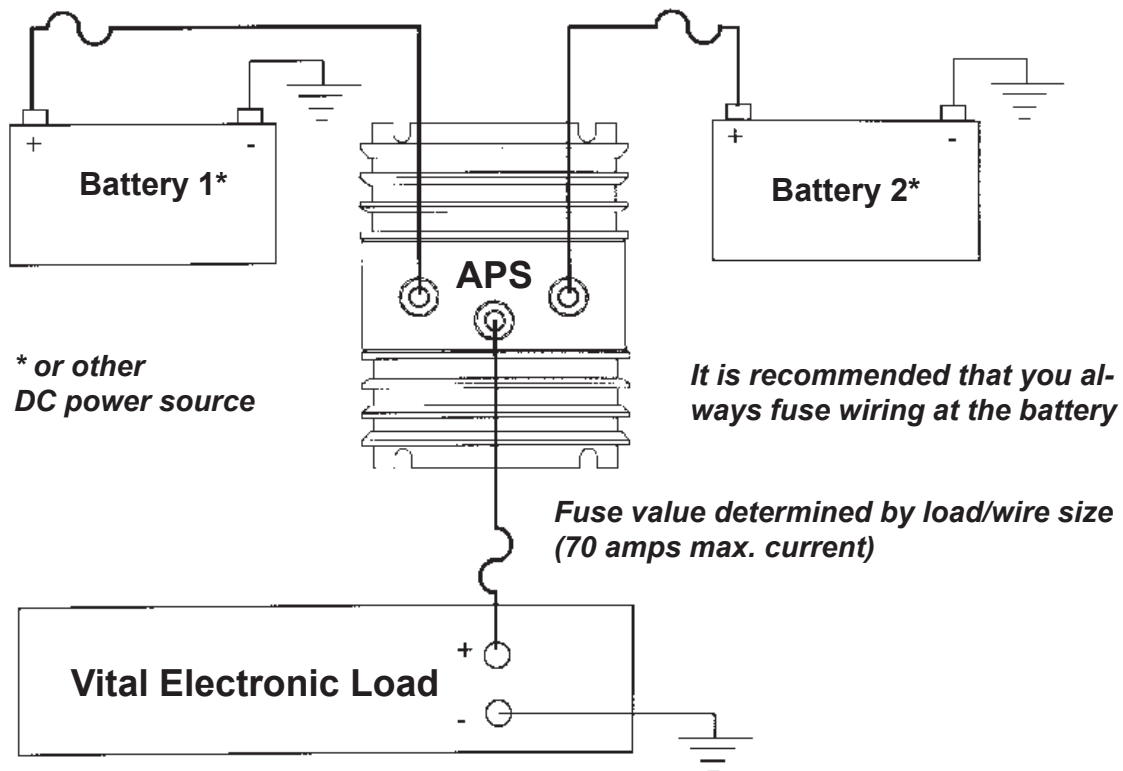 + -
Battery 1*
+ -
Battery 2*
APS
* or other
DC power source
It is recommended that you al-
ways fuse wiring at the battery
Fuse value determined by load/wire size
(70 amps max. current)
+
Vital Electronic Load
-